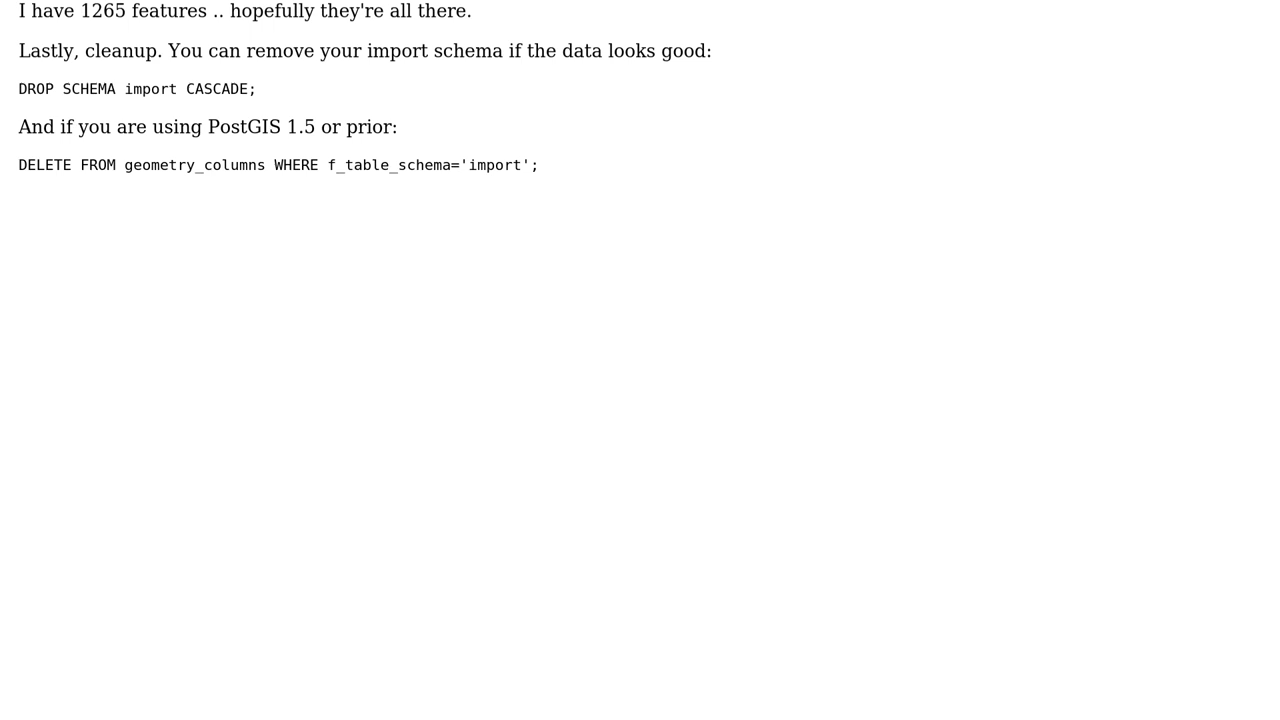 I have 1265 features .. hopefully they're all there.
Lastly, cleanup. You can remove your import schema if the data looks good:
DROP SCHEMA import CASCADE;
And if you are using PostGIS 1.5 or prior:
DELETE FROM geometry_columns WHERE f_table_schema='import';